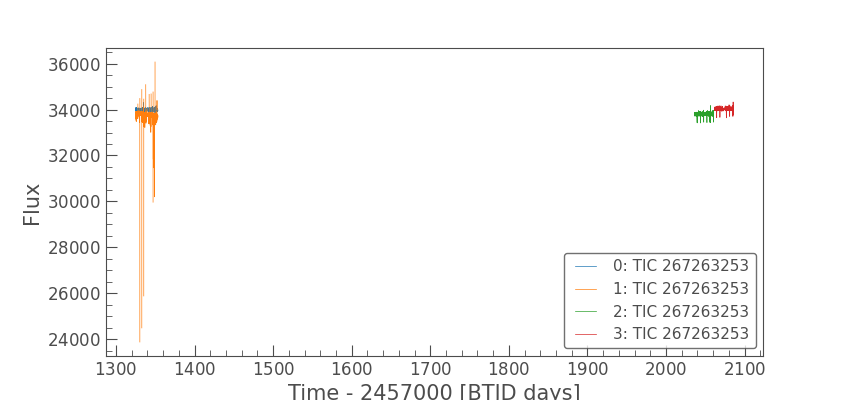 36000
34000
32000
30000
28000
26000
24000
Flux
1300 1400 1500 1600 1700 1800 1900 2000 2100
Time - 2457000 [BTJD days]
0: TIC 267263253
1: TIC 267263253
2: TIC 267263253
3: TIC 267263253